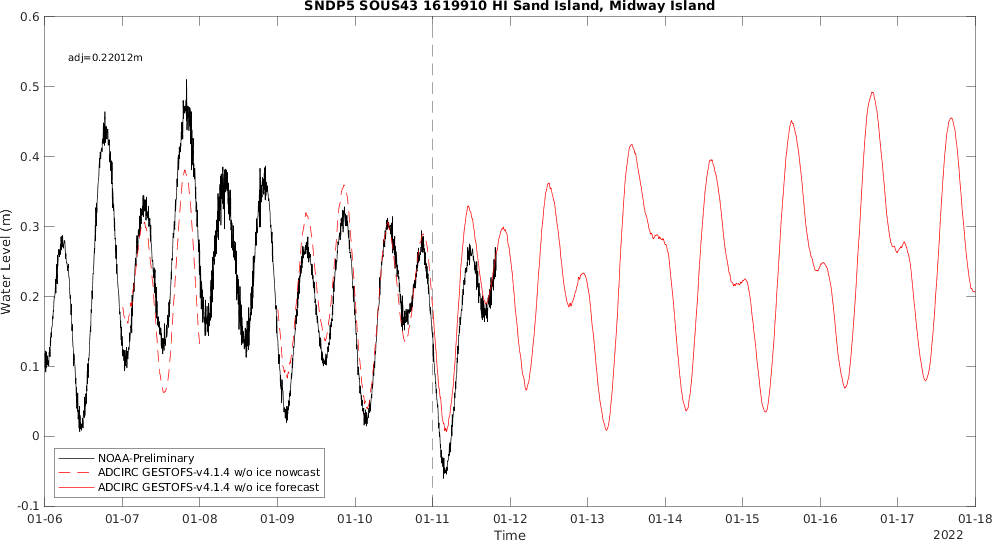 SNDP5 SOUS43 1619910 HI Sand Island, Midway Island
adj=0.22012m
0.6
0.5
0.4
0.3
0.2
0.1
0
-0.1
Water Level (m)
NOAA-Preliminary
ADCIRC GESTOFS-v4.1.4 w/o ice nowcast
ADCIRC GESTOFS-v4.1.4 w/o ice forecast
01-06 01-07 01-08 01-09 01-10 01-11 01-12 01-13 01-14 01-15 01-16 01-17 01-18
Time
2022